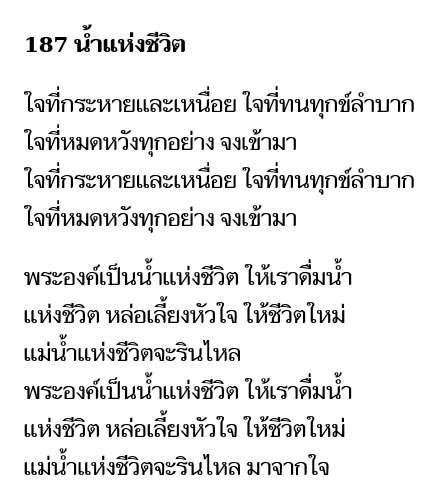 187 น้ำแห่งชีวิต
ใจที่กระหายและเหนื่อย ใจที่ทนทุกข์ลำบาก
ใจที่หมดหวังทุกอย่าง จงเข้ามา
ใจที่กระหายและเหนื่อย ใจที่ทนทุกข์ลำบาก
ใจที่หมดหวังทุกอย่าง จงเข้ามา
พระองค์เป็นน้ำแห่งชีวิต ให้เราดื่มน้ำ
แห่งชีวิต หล่อเลี้ยงหัวใจ ให้ชีวิตใหม่
แม่น้ำแห่งชีวิตจะรินไหล
พระองค์เป็นน้ำแห่งชีวิต ให้เราดื่มน้ำ
แห่งชีวิต หล่อเลี้ยงหัวใจ ให้ชีวิตใหม่
แม่น้ำแห่งชีวิตจะรินไหล มาจากใจ